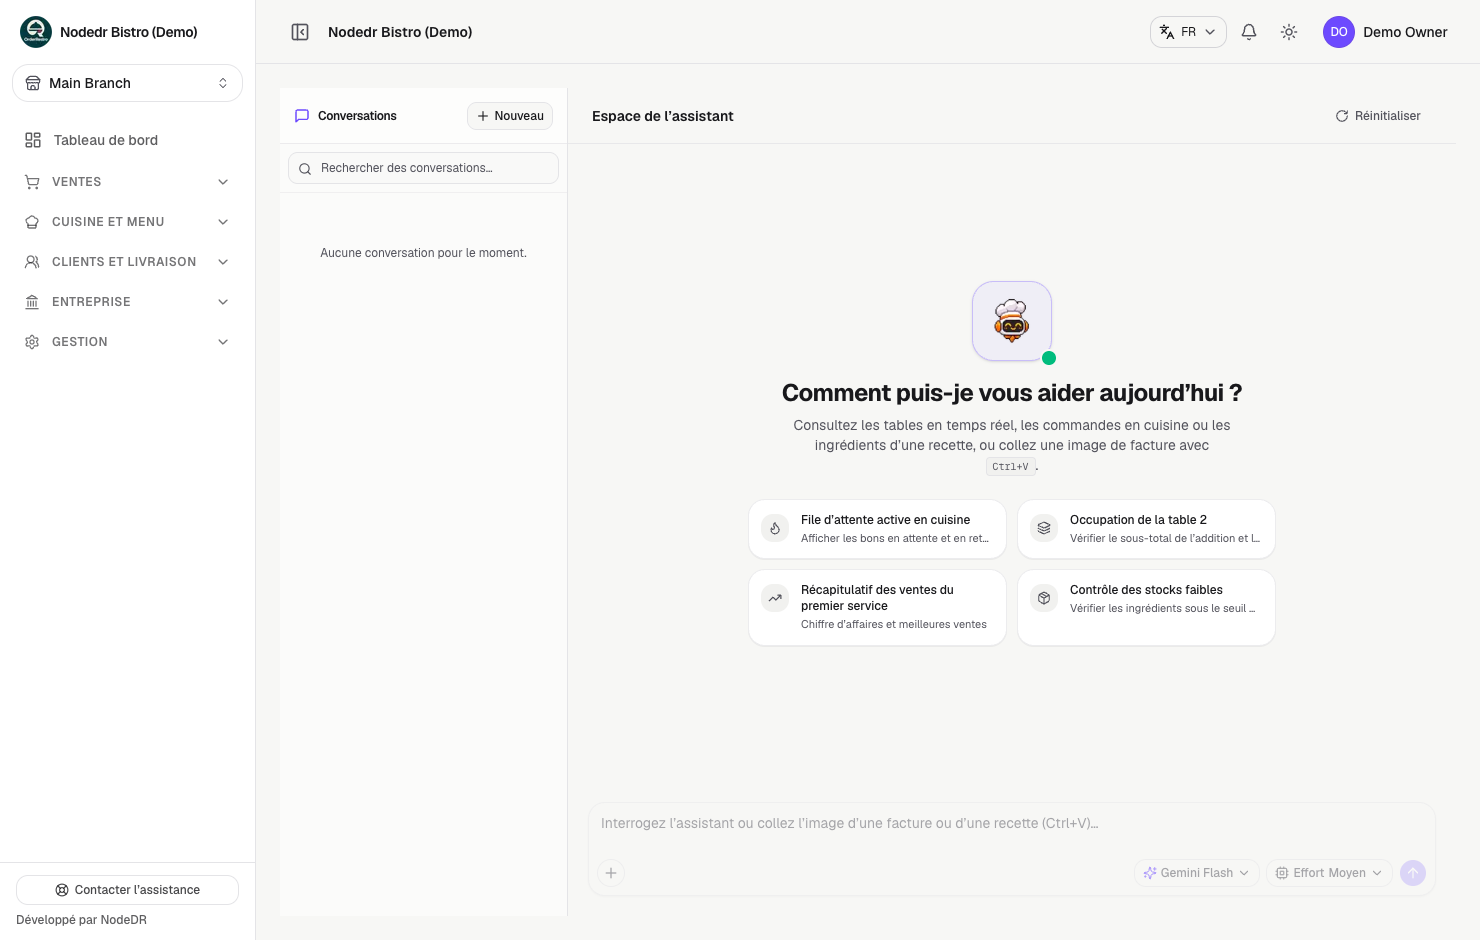 Nodedr Bistro (Demo)
Main Branch
Tableau de bord
VENTES
CUISINE ET MENU
CLIENTS ET LIVRAISON
ENTREPRISE
GESTION
Contacter l'assistance
Développé par NodeDR
Nodedr Bistro (Demo)
FR
DO
Demo Owner
Conversations
Nouveau
Rechercher des conversations…
Aucune conversation pour le moment.
Espace de l'assistant
Réinitialiser
Comment puis-je vous aider aujourd'hui ?
Consultez les tables en temps réel, les commandes en cuisine ou les
ingrédients d'une recette, ou collez une image de facture avec
Ctrl+V.
File d'attente active en cuisine
Afficher les bons en attente et en ret…
Occupation de la table 2
Vérifier le sous-total de l'addition et l…
Récapitulatif des ventes du
premier service
Chiffre d'affaires et meilleures ventes
Contrôle des stocks faibles
Vérifier les ingrédients sous le seuil …
Interrogez l'assistant ou collez l'image d'une facture ou d'une recette (Ctrl+V)…
Gemini Flash
Effort Moyen